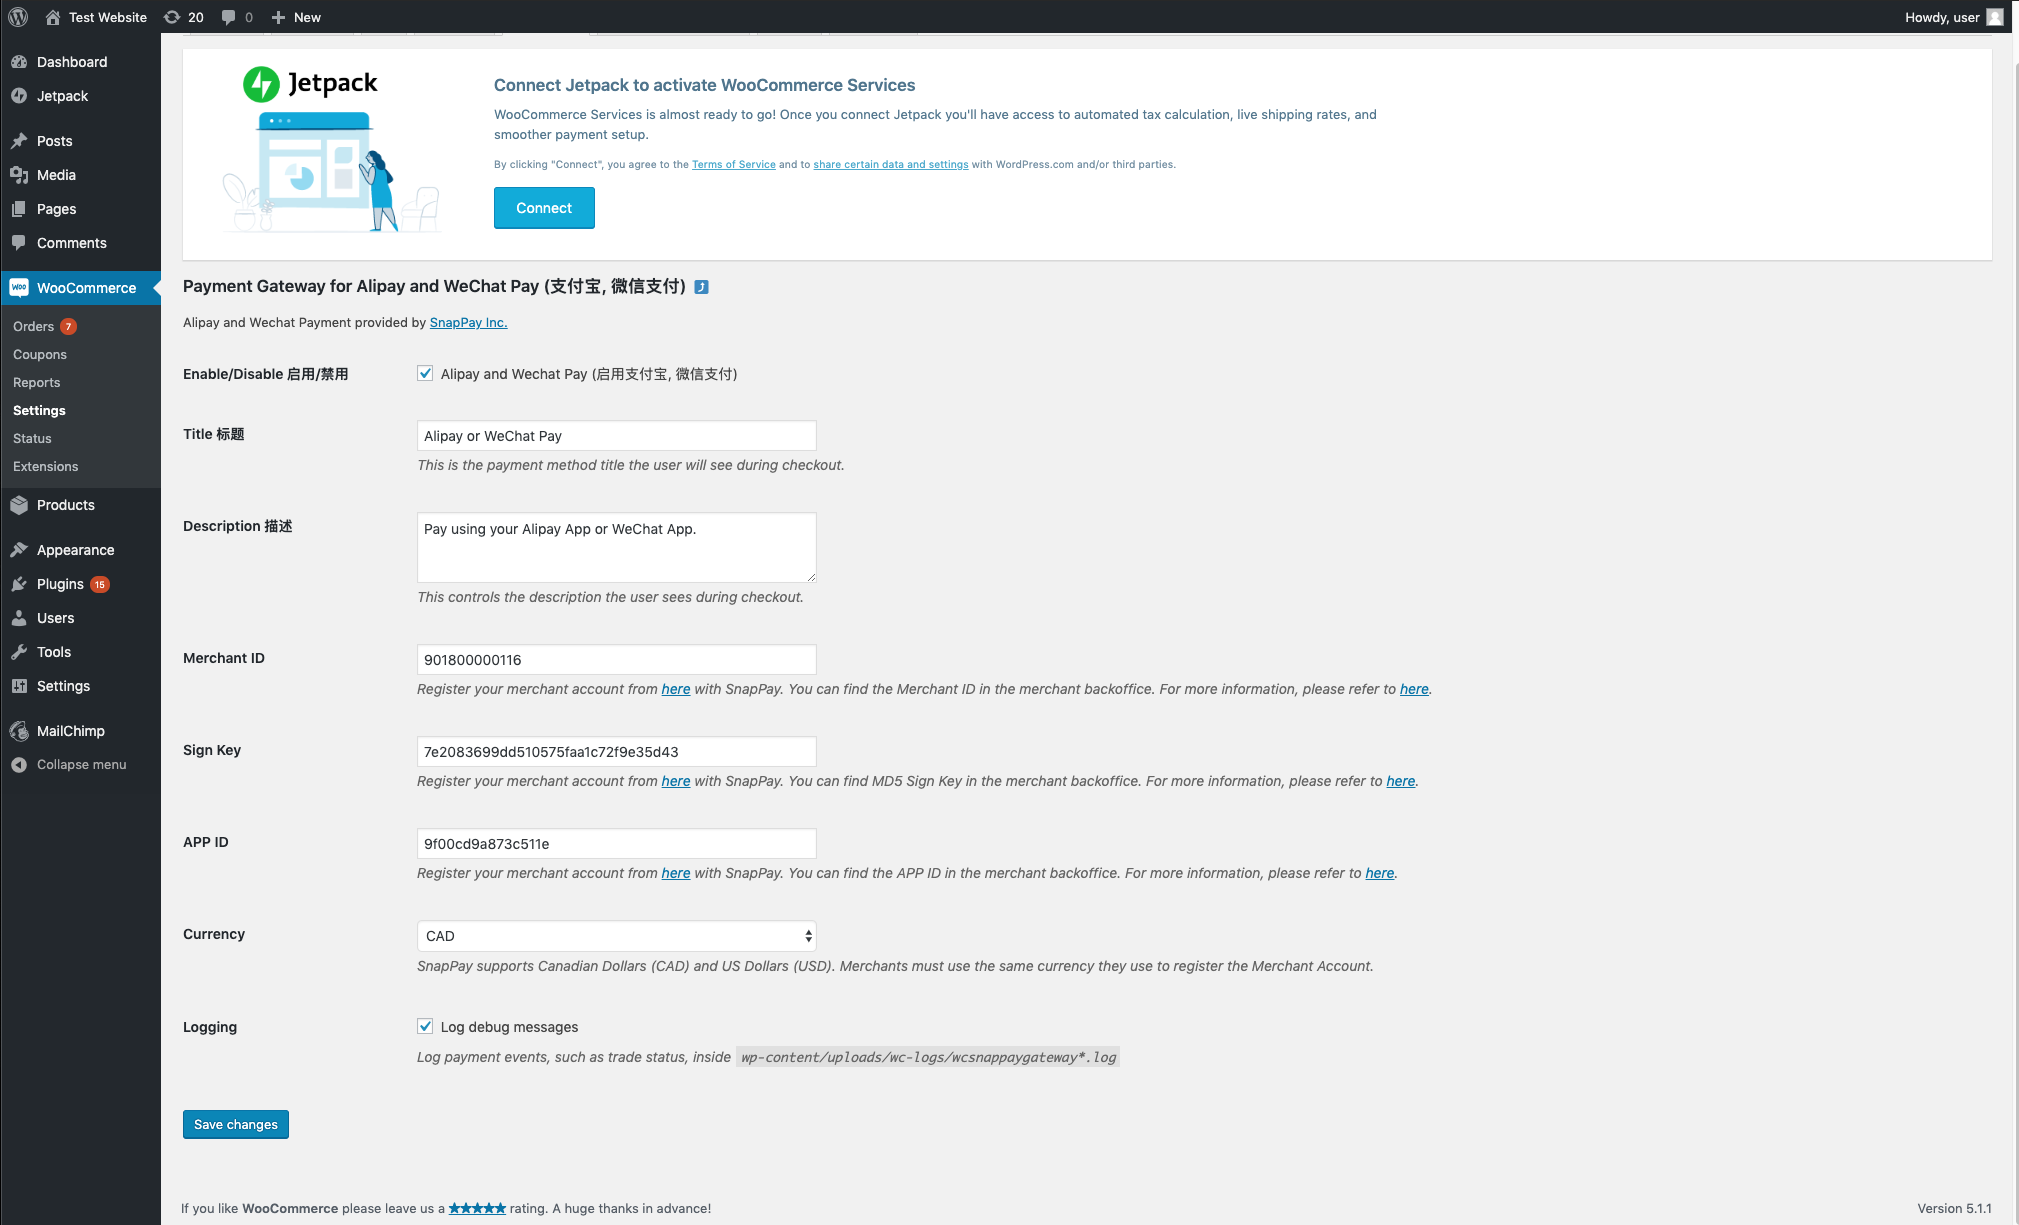 Test Website 20 0 New
Howdy, user
Dashboard
Jetpack
Posts
Media
Pages
Comments
WooCommerce
Orders 7
Coupons
Reports
Settings
Status
Extensions
Products
Appearance
Plugins 15
Users
Tools
Settings
MailChimp
Collapse menu
Jetpack
Connect Jetpack to activate WooCommerce Services
WooCommerce Services is almost ready to go! Once you connect Jetpack you'll have access to automated tax calculation, live shipping rates, and
smoother payment setup.
By clicking "Connect", you agree to the Terms of Service and to share certain data and settings with WordPress.com and/or third parties.
Connect
Payment Gateway for Alipay and WeChat Pay (支付宝, 微信支付)
Alipay and Wechat Payment provided by SnapPay Inc.
Enable/Disable 启用/禁用
Alipay and Wechat Pay (启用支付宝, 微信支付)
Title 标题
Alipay or WeChat Pay
This is the payment method title the user will see during checkout.
Description 描述
Pay using your Alipay App or WeChat App.
This controls the description the user sees during checkout.
Merchant ID
901800000116
Register your merchant account from here with SnapPay. You can find the Merchant ID in the merchant backoffice. For more information, please refer to here.
Sign Key
7e2083699dd510575faa1c72f9e35d43
Register your merchant account from here with SnapPay. You can find MD5 Sign Key in the merchant backoffice. For more information, please refer to here.
APP ID
9f00cd9a873c511e
Register your merchant account from here with SnapPay. You can find the APP ID in the merchant backoffice. For more information, please refer to here.
Currency
CAD
SnapPay supports Canadian Dollars (CAD) and US Dollars (USD). Merchants must use the same currency they use to register the Merchant Account.
Logging
Log debug messages
Log payment events, such as trade status, inside wp-content/uploads/wc-logs/wcsnappaygateway*.log
Save changes
If you like WooCommerce please leave us a ★★★★★ rating. A huge thanks in advance!
Version 5.1.1